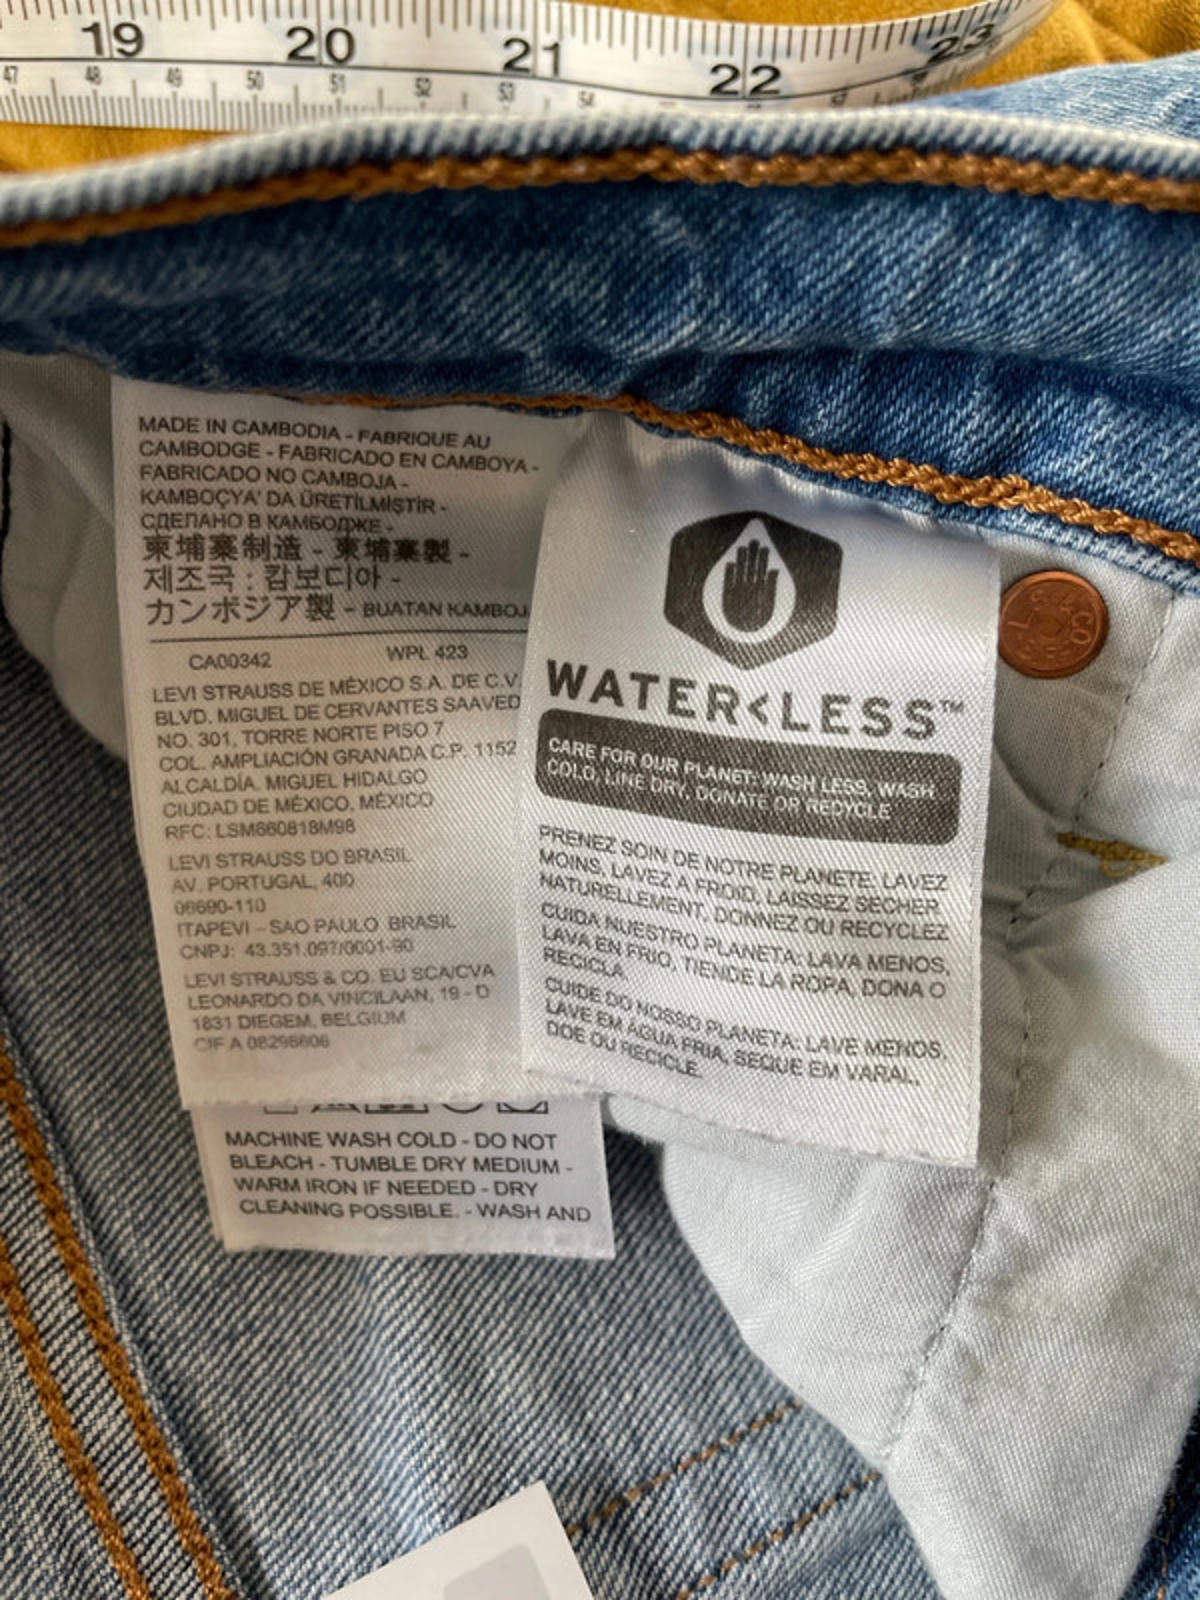 19 20 21 22 23
47 48 49 50 51 52 53 54
MADE IN CAMBODIA - FABRIQUE AU
CAMBODGE - FABRICADO EN CAMBOYA -
FABRICADO NO CAMBOJA -
KAMBOÇYA' DA ÜRETİLMİŞTİR -
СДЕЛАНО В КАМБОДЖЕ -
柬埔寨制造 - 柬埔寨製 -
제조국 : 캄보디아 -
カンボジア製 - BUATAN KAMBOJ
CA00342 WPL 423
LEVI STRAUSS DE MÉXICO S.A. DE C.V.
BLVD. MIGUEL DE CERVANTES SAAVED
NO. 301, TORRE NORTE PISO 7
COL. AMPLIACIÓN GRANADA C.P. 1152
ALCALDÍA. MIGUEL HIDALGO
CIUDAD DE MÉXICO, MÉXICO
RFC: LSM860818M98
LEVI STRAUSS DO BRASIL
AV. PORTUGAL, 400
06690-110
ITAPEVI - SAO PAULO BRASIL
CNPJ: 43.351.097/0001-90
LEVI STRAUSS & CO. EU SCA/CVA
LEONARDO DA VINCILAAN, 19 - D
1831 DIEGEM, BELGIUM
CIF A 08296606
MACHINE WASH COLD - DO NOT
BLEACH - TUMBLE DRY MEDIUM -
WARM IRON IF NEEDED - DRY
CLEANING POSSIBLE. - WASH AND
WATER<LESS™
CARE FOR OUR PLANET: WASH LESS, WASH
COLD, LINE DRY, DONATE OR RECYCLE
PRENEZ SOIN DE NOTRE PLANETE: LAVEZ
MOINS, LAVEZ A FROID, LAISSEZ SECHER
NATURELLEMENT, DONNEZ OU RECYCLEZ
CUIDA NUESTRO PLANETA: LAVA MENOS,
LAVA EN FRIO, TIENDE LA ROPA, DONA O
RECICLA
CUIDE DO NOSSO PLANETA: LAVE MENOS,
LAVE EM AGUA FRIA, SEQUE EM VARAL,
DOE OU RECICLE.